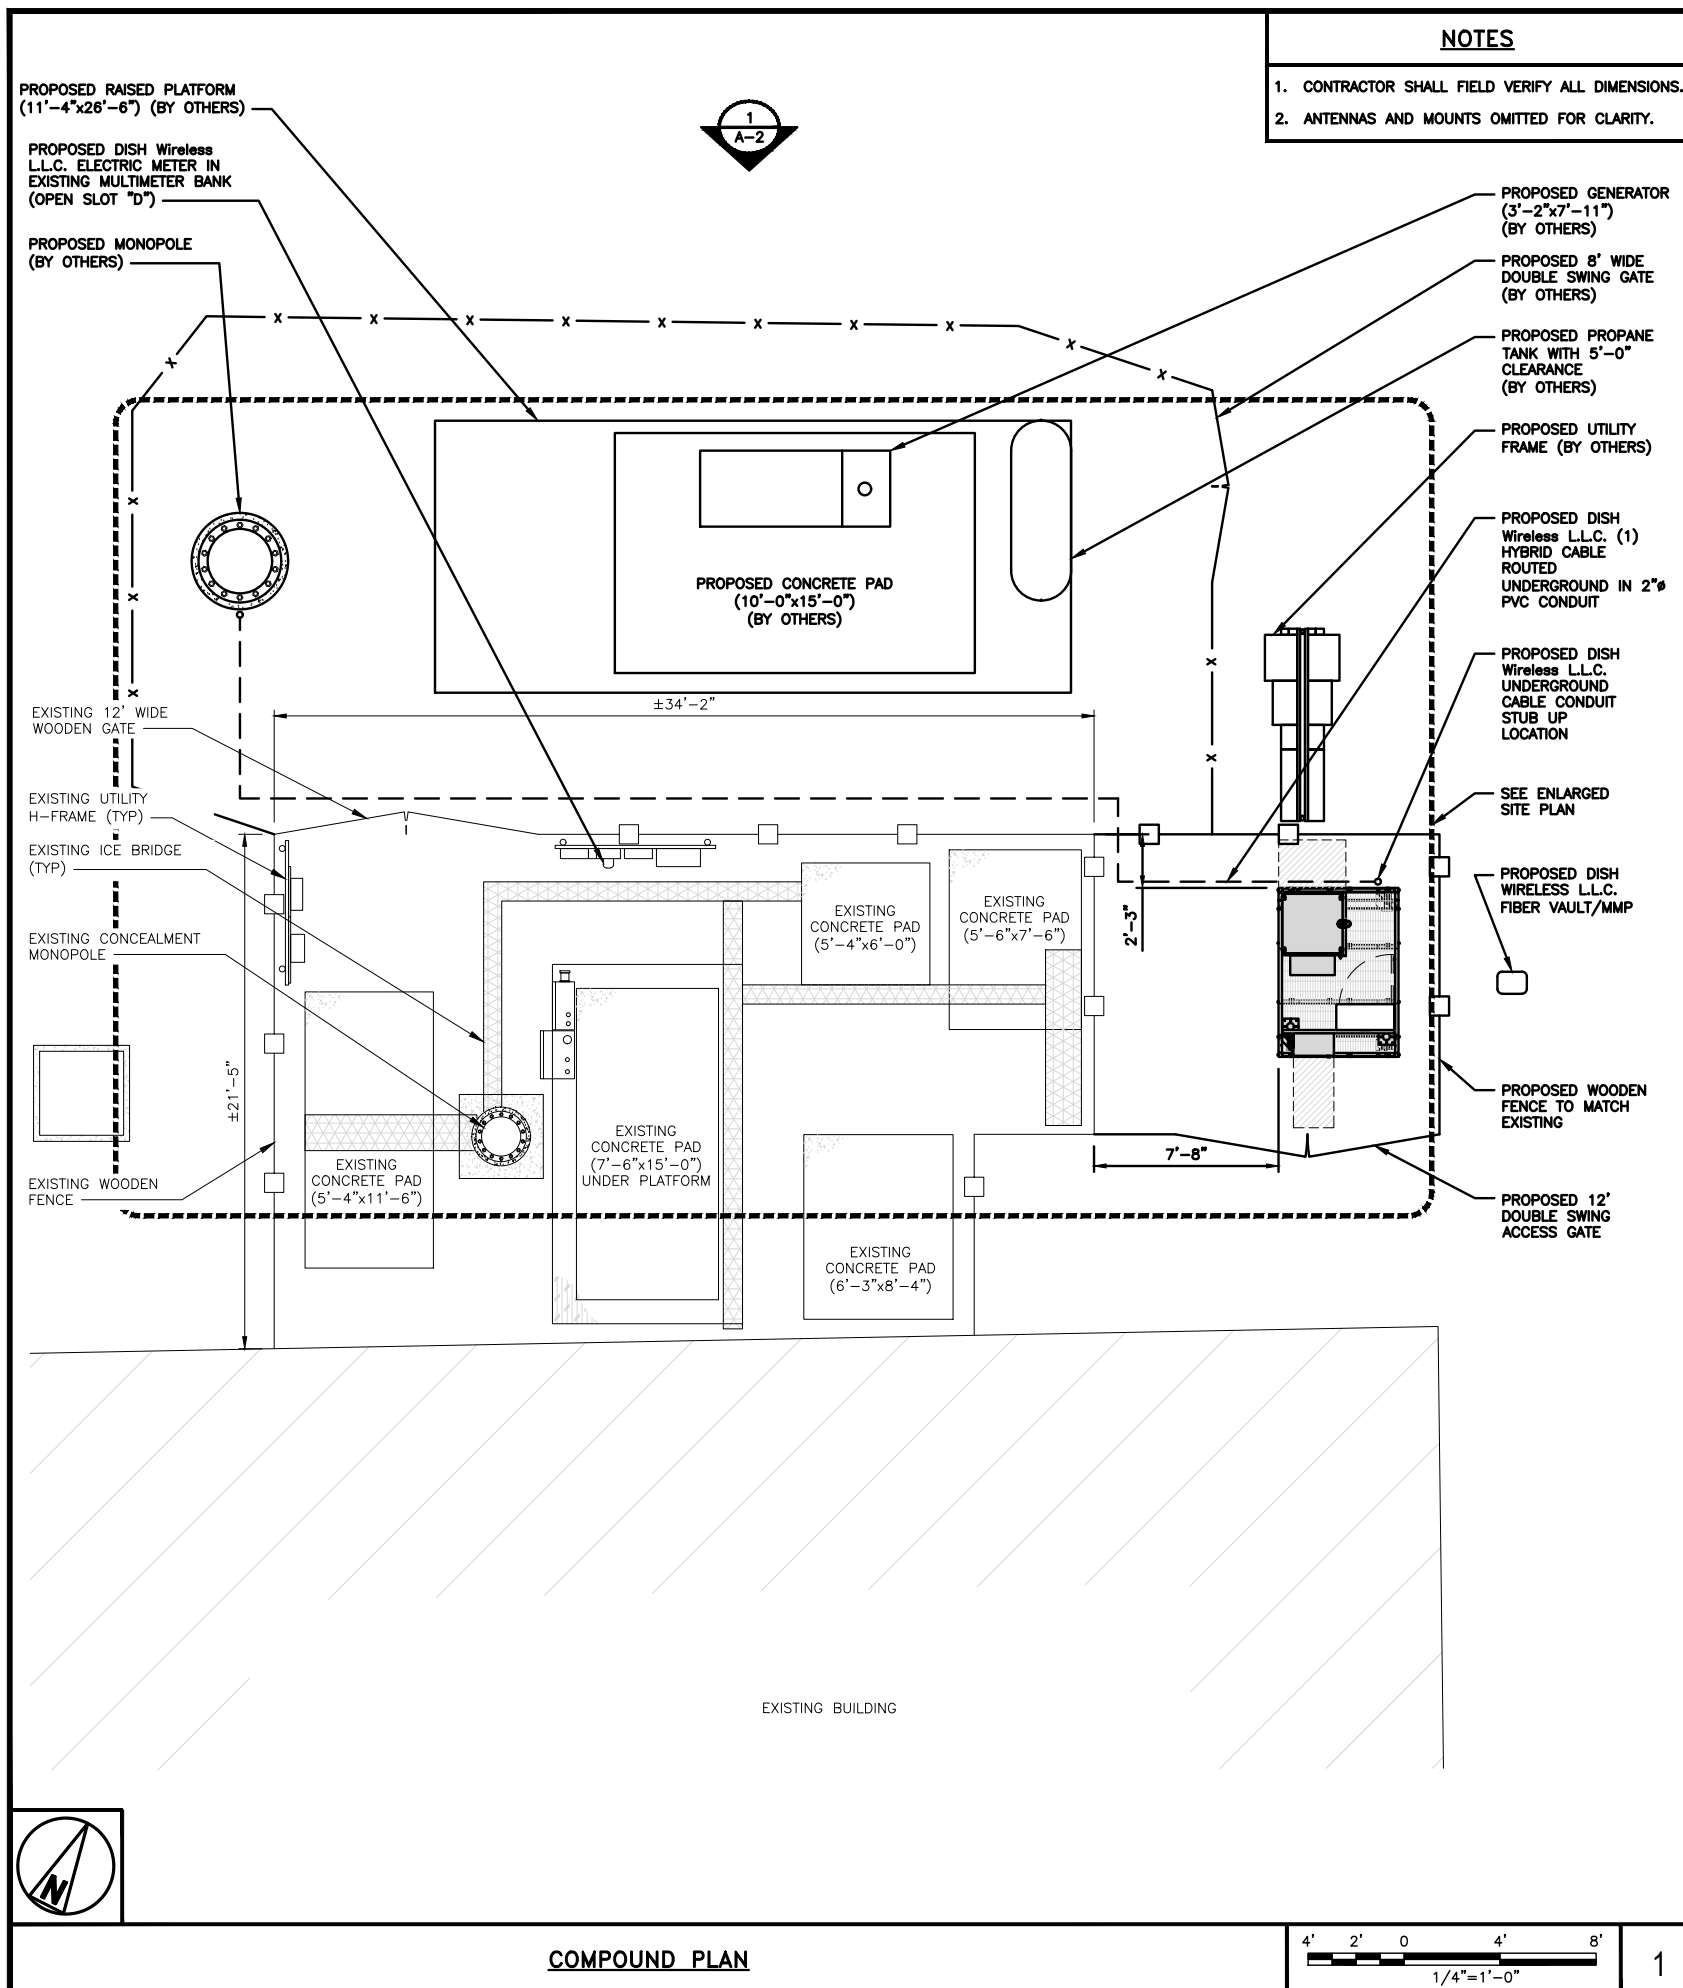 NOTES
1. CONTRACTOR SHALL FIELD VERIFY ALL DIMENSIONS.
2. ANTENNAS AND MOUNTS OMITTED FOR CLARITY.
PROPOSED RAISED PLATFORM
(11'-4"x26'-6") (BY OTHERS)
1
A-2
PROPOSED DISH Wireless
L.L.C. ELECTRIC METER IN
EXISTING MULTIMETER BANK
(OPEN SLOT "D")
PROPOSED MONOPOLE
(BY OTHERS)
PROPOSED GENERATOR
(3'-2"x7'-11")
(BY OTHERS)
PROPOSED 8' WIDE
DOUBLE SWING GATE
(BY OTHERS)
PROPOSED PROPANE
TANK WITH 5'-0"
CLEARANCE
(BY OTHERS)
PROPOSED UTILITY
FRAME (BY OTHERS)
PROPOSED DISH
Wireless L.L.C. (1)
HYBRID CABLE
ROUTED
UNDERGROUND IN 2"ø
PVC CONDUIT
PROPOSED CONCRETE PAD
(10'-0"x15'-0")
(BY OTHERS)
PROPOSED DISH
Wireless L.L.C.
UNDERGROUND
CABLE CONDUIT
STUB UP
LOCATION
±34'-2"
EXISTING 12' WIDE
WOODEN GATE
EXISTING UTILITY
H-FRAME (TYP)
EXISTING ICE BRIDGE
(TYP)
EXISTING CONCEALMENT
MONOPOLE
SEE ENLARGED
SITE PLAN
PROPOSED DISH
WIRELESS L.L.C.
FIBER VAULT/MMP
EXISTING
CONCRETE PAD
(5'-4"x6'-0")
EXISTING
CONCRETE PAD
(5'-6"x7'-6")
2'-3"
±21'-5"
EXISTING
CONCRETE PAD
(7'-6"x15'-0")
UNDER PLATFORM
EXISTING
CONCRETE PAD
(5'-4"x11'-6")
7'-8"
PROPOSED WOODEN
FENCE TO MATCH
EXISTING
EXISTING WOODEN
FENCE
PROPOSED 12'
DOUBLE SWING
ACCESS GATE
EXISTING
CONCRETE PAD
(6'-3"x8'-4")
EXISTING BUILDING
N
COMPOUND PLAN
4' 2' 0 4' 8'
1/4"=1'-0"
1
X X X X X X X X
X X X
X X X
X X